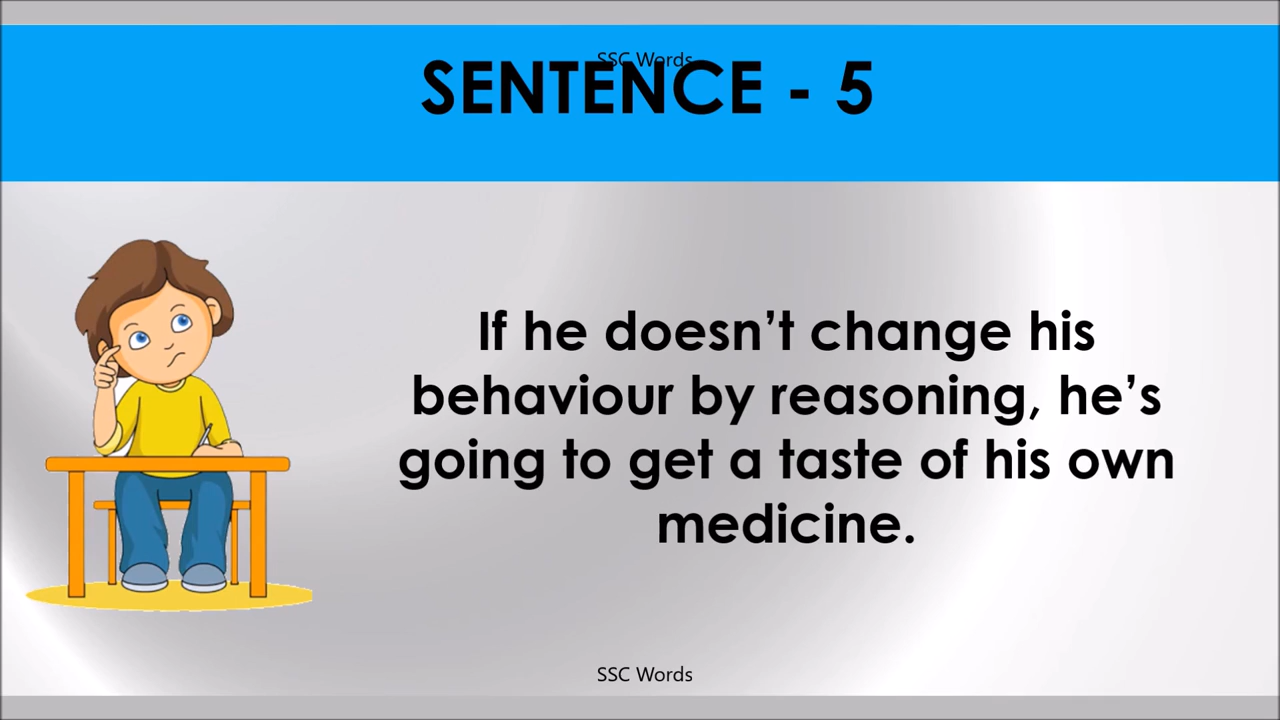 SSC Words
SENTENCE - 5
If he doesn’t change his
behaviour by reasoning, he’s
going to get a taste of his own
medicine.
SSC Words